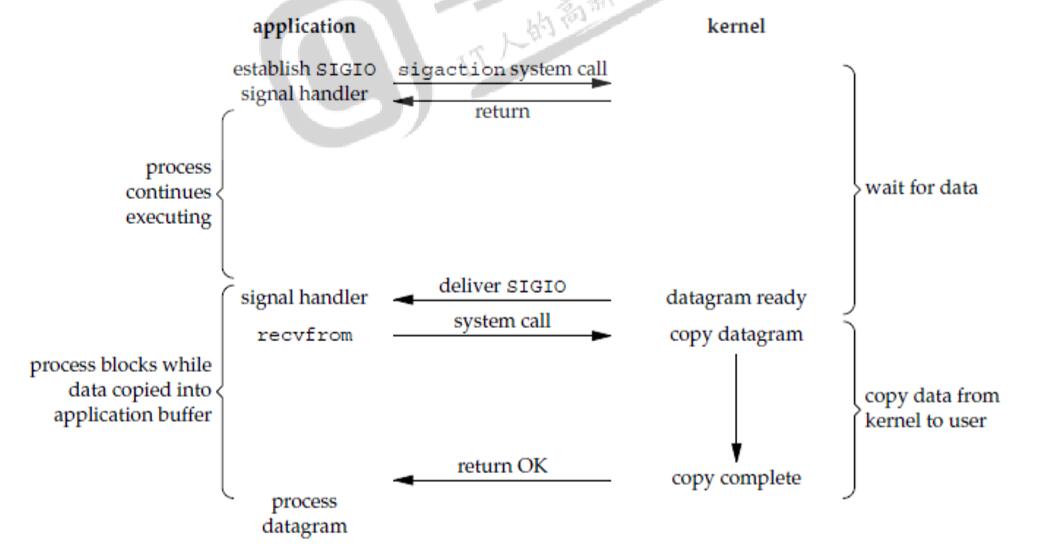 application
kernel
IT人的高新
establish SIGIO
signal handler
sigaction system call
return
process
continues
executing
wait for data
signal handler
deliver SIGIO
datagram ready
recvfrom
system call
copy datagram
process blocks while
data copied into
application buffer
copy data from
kernel to user
return OK
copy complete
process
datagram